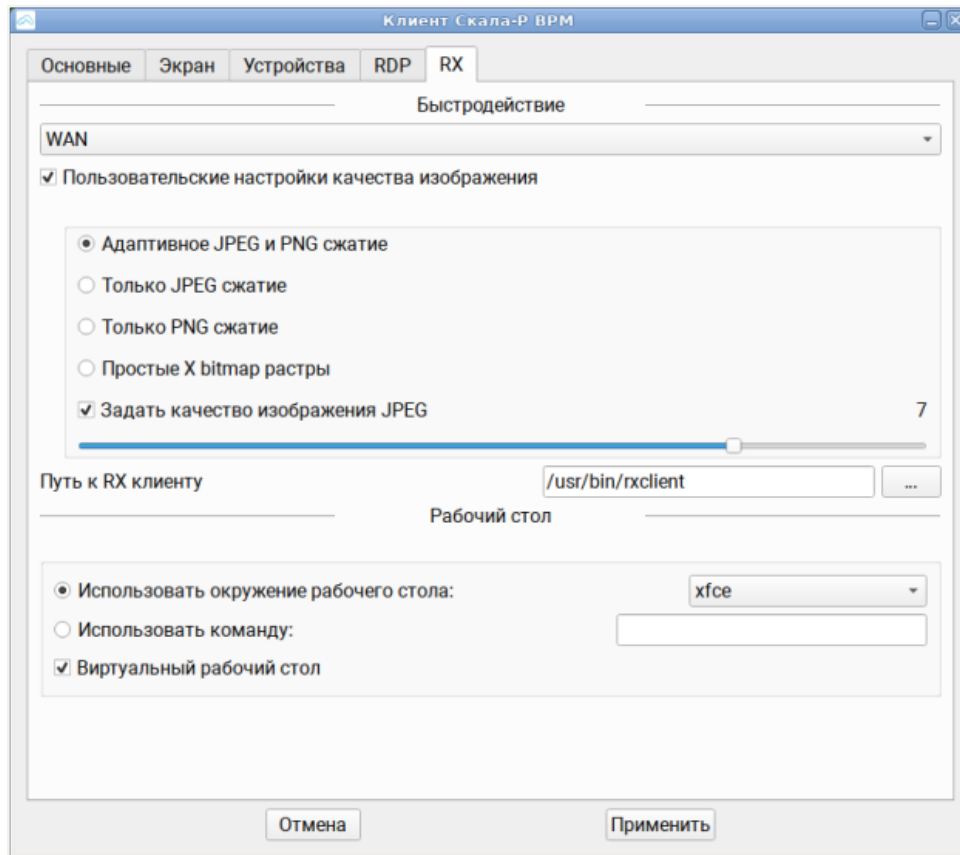 Клиент Скала-Р ВРМ
Основные Экран Устройства RDP RX
Быстродействие
WAN
Пользовательские настройки качества изображения
Адаптивное JPEG и PNG сжатие
Только JPEG сжатие
Только PNG сжатие
Простые X bitmap растры
Задать качество изображения JPEG 7
Путь к RX клиенту /usr/bin/rxclient ...
Рабочий стол
Использовать окружение рабочего стола: xfce
Использовать команду:
Виртуальный рабочий стол
Отмена Применить